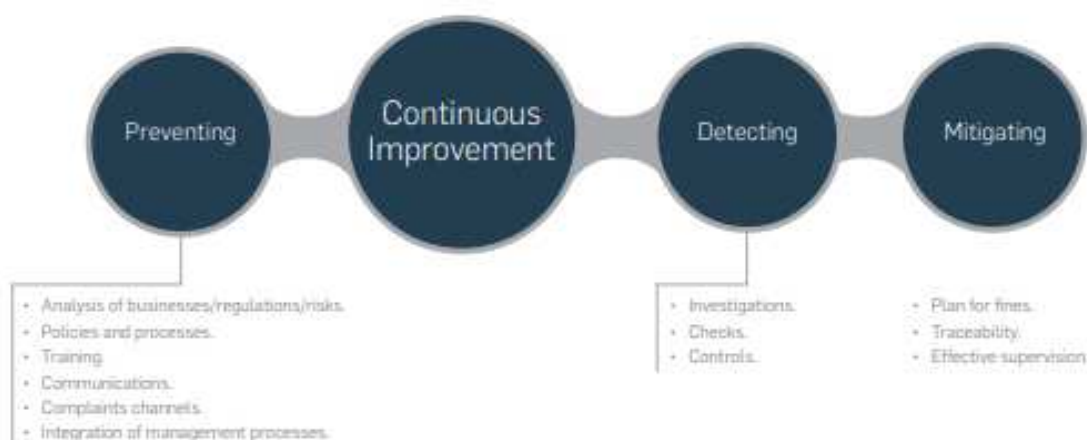 Preventing
Continuous
Improvement
Detecting
Mitigating
• Analysis of businesses/regulations/risks.
• Policies and processes.
• Training
• Communications.
• Complaints channels.
• Integration of management processes.
• Investigations.
• Checks.
• Controls.
• Plan for fines.
• Traceability.
• Effective supervision